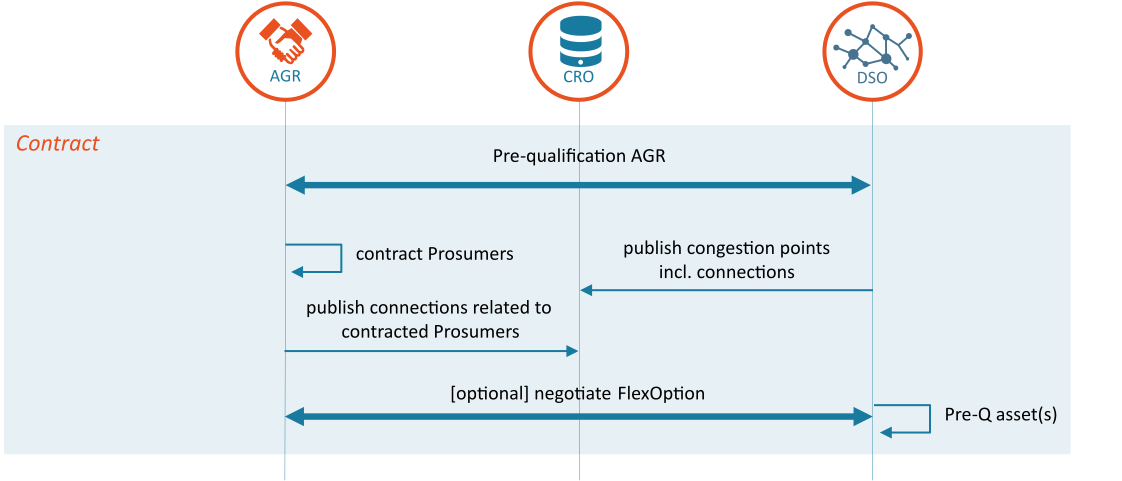 AGR
CRO
DSO
Contract
Pre-qualification AGR
contract Prosumers
publish congestion points
incl. connections
publish connections related to
contracted Prosumers
[optional] negotiate FlexOption
Pre-Q asset(s)